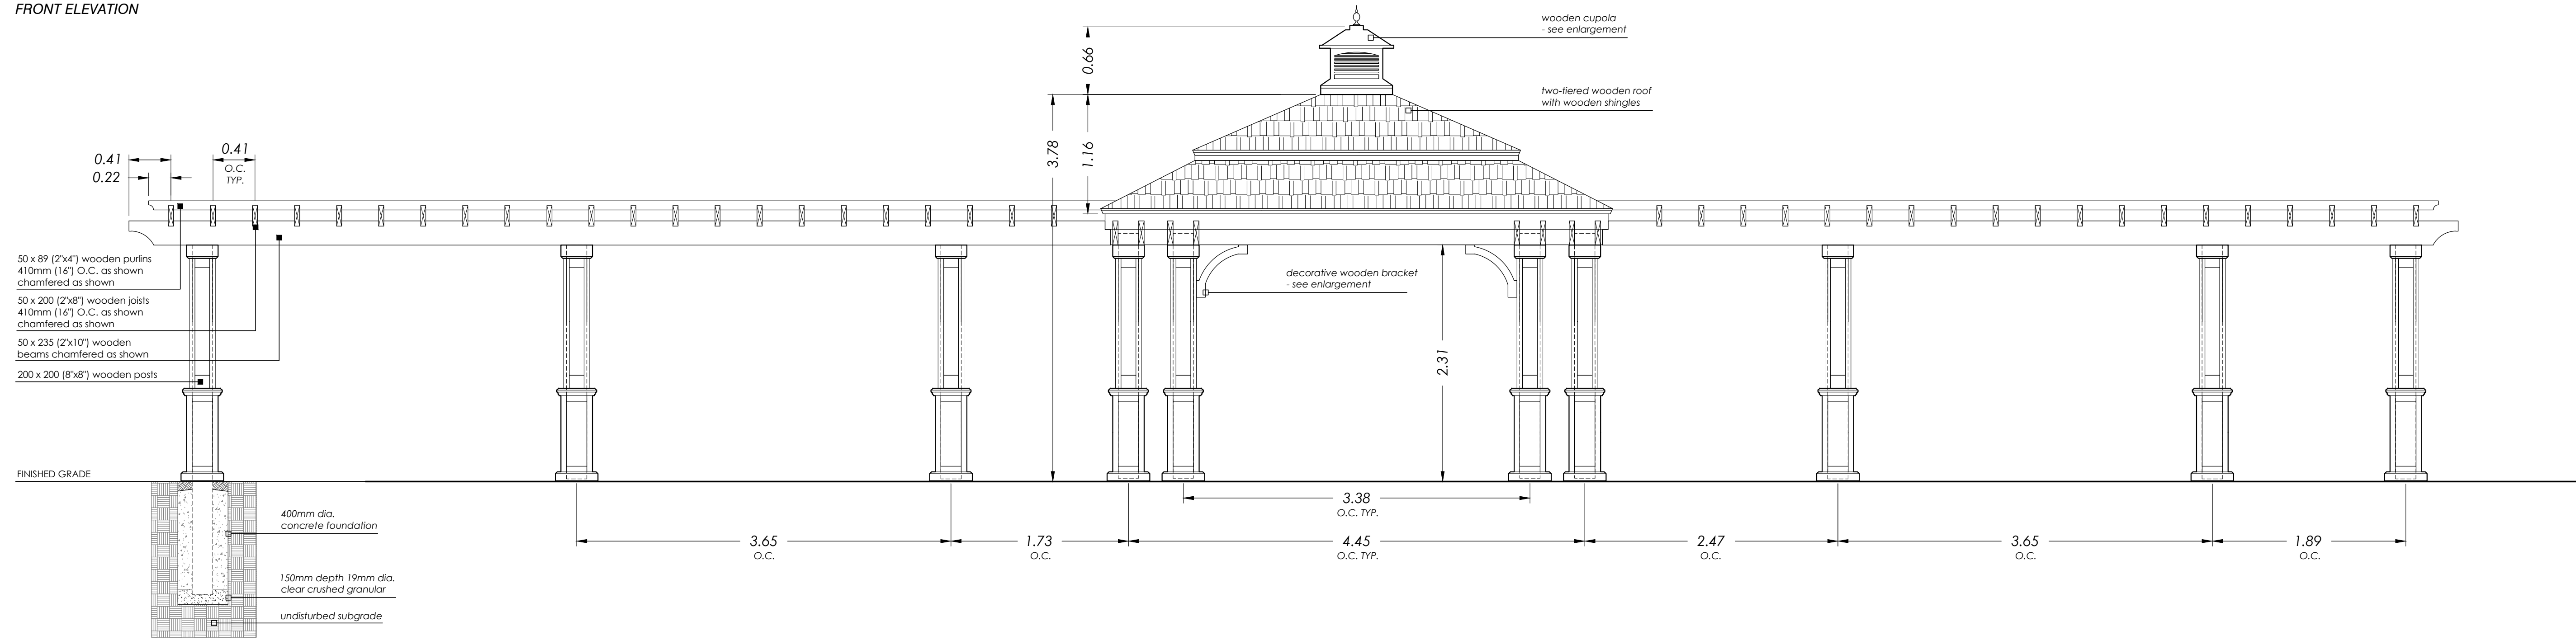 FRONT ELEVATION
wooden cupola
- see enlargement
0.66
two-tiered wooden roof
with wooden shingles
3.78
1.16
0.41
0.41
O.C.
TYP.
0.22
50 x 89 (2"x4") wooden purlins
410mm (16") O.C. as shown
chamfered as shown
50 x 200 (2"x8") wooden joists
410mm (16") O.C. as shown
chamfered as shown
50 x 235 (2"x10") wooden
beams chamfered as shown
200 x 200 (8"x8") wooden posts
decorative wooden bracket
- see enlargement
2.31
FINISHED GRADE
3.38
O.C. TYP.
400mm dia.
concrete foundation
3.65
O.C.
1.73
O.C.
4.45
O.C. TYP.
2.47
O.C.
3.65
O.C.
1.89
O.C.
150mm depth 19mm dia.
clear crushed granular
undisturbed subgrade